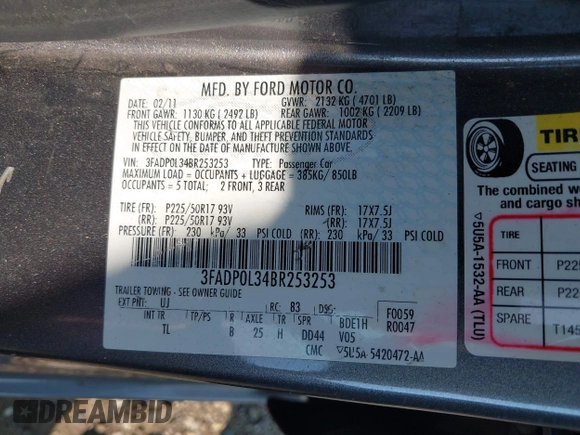 MFD. BY FORD MOTOR CO.
02/11 GVWR: 2132 KG ( 4701 LB)
FRONT GAWR: 1130 KG ( 2492 LB) REAR GAWR: 1002 KG ( 2209 LB)
THIS VEHICLE CONFORMS TO ALL APPLICABLE FEDERAL MOTOR
VEHICLE SAFETY, BUMPER, AND THEFT PREVENTION STANDARDS
IN EFFECT ON THE DATE OF MANUFACTURE SHOWN ABOVE.
VIN: 3FADP0L34BR253253 TYPE: Passenger Car
MAXIMUM LOAD = OCCUPANTS + LUGGAGE = 385KG/ 850LB
OCCUPANTS = 5 TOTAL: 2 FRONT, 3 REAR
TIRE (FR): P225/50R17 93V RIMS (FR): 17X7.5J
(RR): P225/50R17 93V (RR): 17X7.5J
PRESSURE (FR): 230 kPa/ 33 PSI COLD (RR): 230 kPa/ 33 PSI COLD
3FADP0L34BR253253
TRAILER TOWING - SEE OWNER GUIDE
EXT PNT: UJ RC: 83 DSO: F0059
INT TR TP/PS R AXLE TR SPR BDE1H R0047
TL B 25 H DD44 V05
CMC 5U5A-5420472-AA
TIRE
SEATING
The combined w
and cargo sh
TIRE
FRONT P225
REAR P22
SPARE T145
5U5A-1532-AA (TLU)
DREAMBID